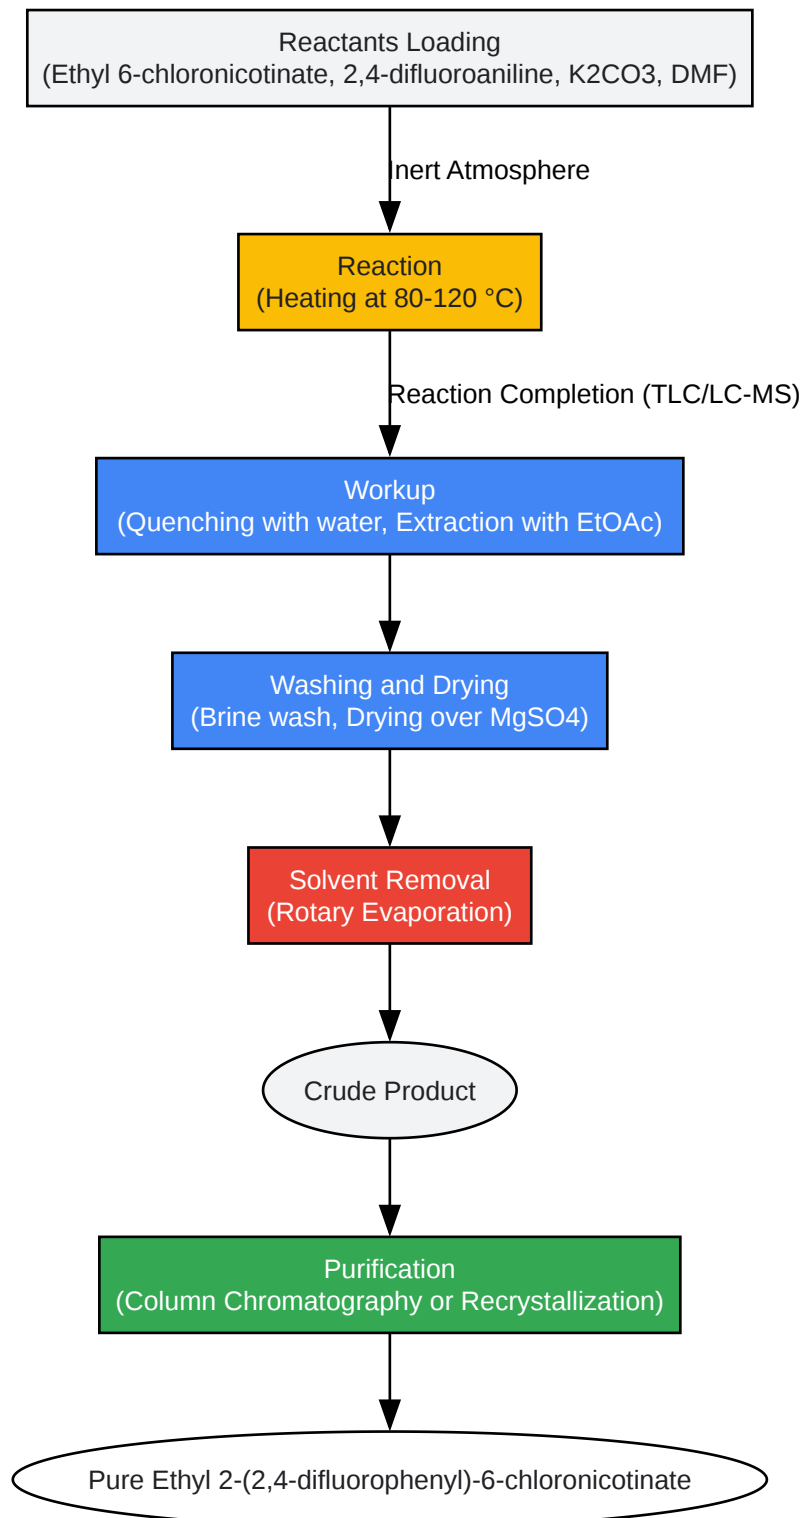 Reactants Loading
(Ethyl 6-chloronicotinate, 2,4-difluoroaniline, K2CO3, DMF)
Inert Atmosphere
Reaction
(Heating at 80-120 °C)
Reaction Completion (TLC/LC-MS)
Workup
(Quenching with water, Extraction with EtOAc)
Washing and Drying
(Brine wash, Drying over MgSO4)
Solvent Removal
(Rotary Evaporation)
Crude Product
Purification
(Column Chromatography or Recrystallization)
Pure Ethyl 2-(2,4-difluorophenyl)-6-chloronicotinate